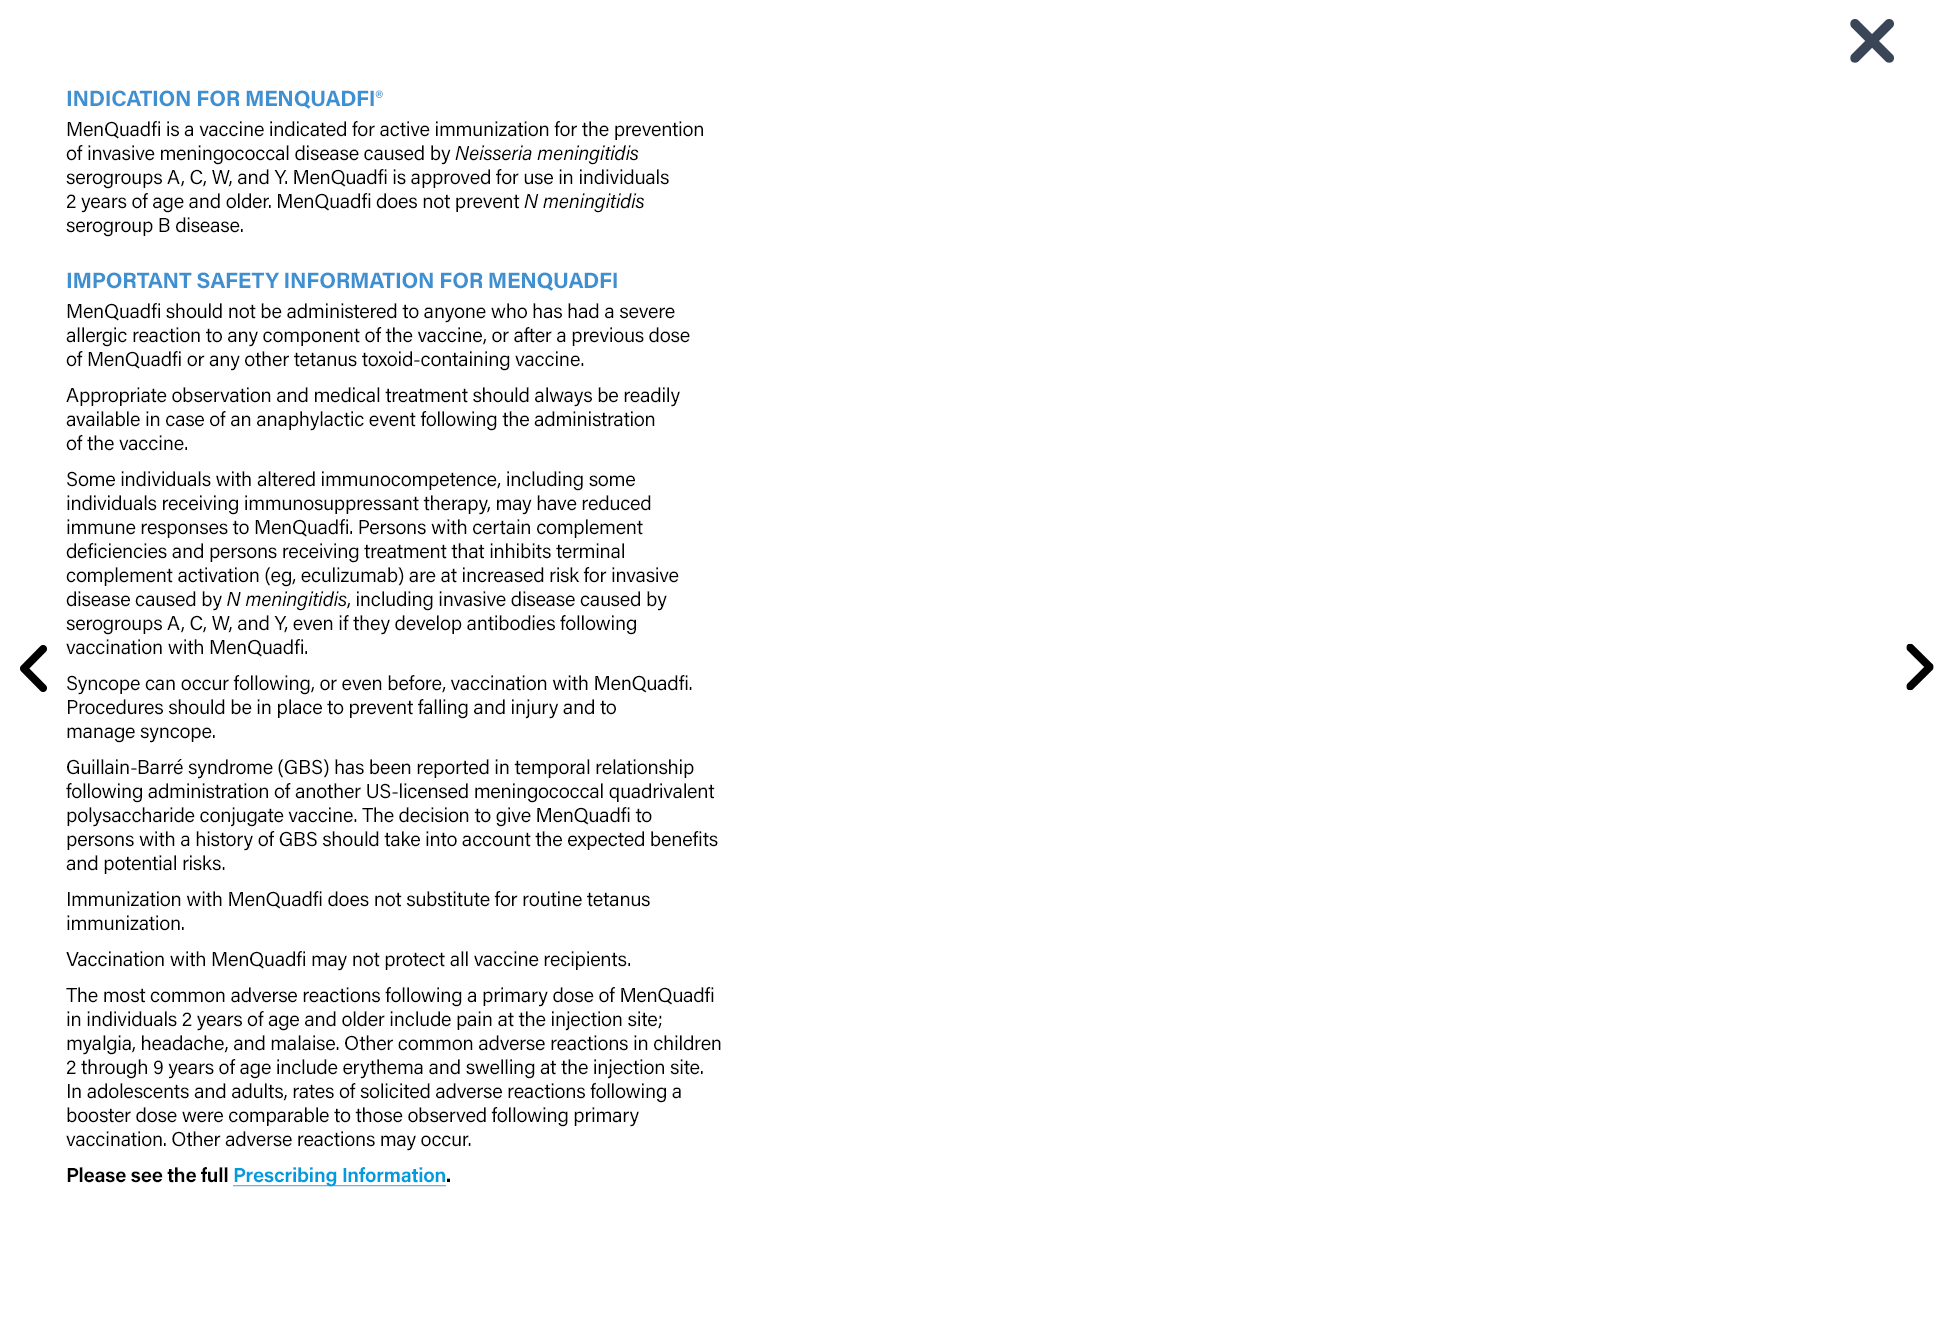 INDICATION FOR MENQUADFI®
MenQuadfi is a vaccine indicated for active immunization for the prevention
of invasive meningococcal disease caused by Neisseria meningitidis
serogroups A, C, W, and Y. MenQuadfi is approved for use in individuals
2 years of age and older. MenQuadfi does not prevent N meningitidis
serogroup B disease.
IMPORTANT SAFETY INFORMATION FOR MENQUADFI
MenQuadfi should not be administered to anyone who has had a severe
allergic reaction to any component of the vaccine, or after a previous dose
of MenQuadfi or any other tetanus toxoid-containing vaccine.
Appropriate observation and medical treatment should always be readily
available in case of an anaphylactic event following the administration
of the vaccine.
Some individuals with altered immunocompetence, including some
individuals receiving immunosuppressant therapy, may have reduced
immune responses to MenQuadfi. Persons with certain complement
deficiencies and persons receiving treatment that inhibits terminal
complement activation (eg, eculizumab) are at increased risk for invasive
disease caused by N meningitidis, including invasive disease caused by
serogroups A, C, W, and Y, even if they develop antibodies following
vaccination with MenQuadfi.
Syncope can occur following, or even before, vaccination with MenQuadfi.
Procedures should be in place to prevent falling and injury and to
manage syncope.
Guillain-Barré syndrome (GBS) has been reported in temporal relationship
following administration of another US-licensed meningococcal quadrivalent
polysaccharide conjugate vaccine. The decision to give MenQuadfi to
persons with a history of GBS should take into account the expected benefits
and potential risks.
Immunization with MenQuadfi does not substitute for routine tetanus
immunization.
Vaccination with MenQuadfi may not protect all vaccine recipients.
The most common adverse reactions following a primary dose of MenQuadfi
in individuals 2 years of age and older include pain at the injection site;
myalgia, headache, and malaise. Other common adverse reactions in children
2 through 9 years of age include erythema and swelling at the injection site.
In adolescents and adults, rates of solicited adverse reactions following a
booster dose were comparable to those observed following primary
vaccination. Other adverse reactions may occur.
Please see the full Prescribing Information.